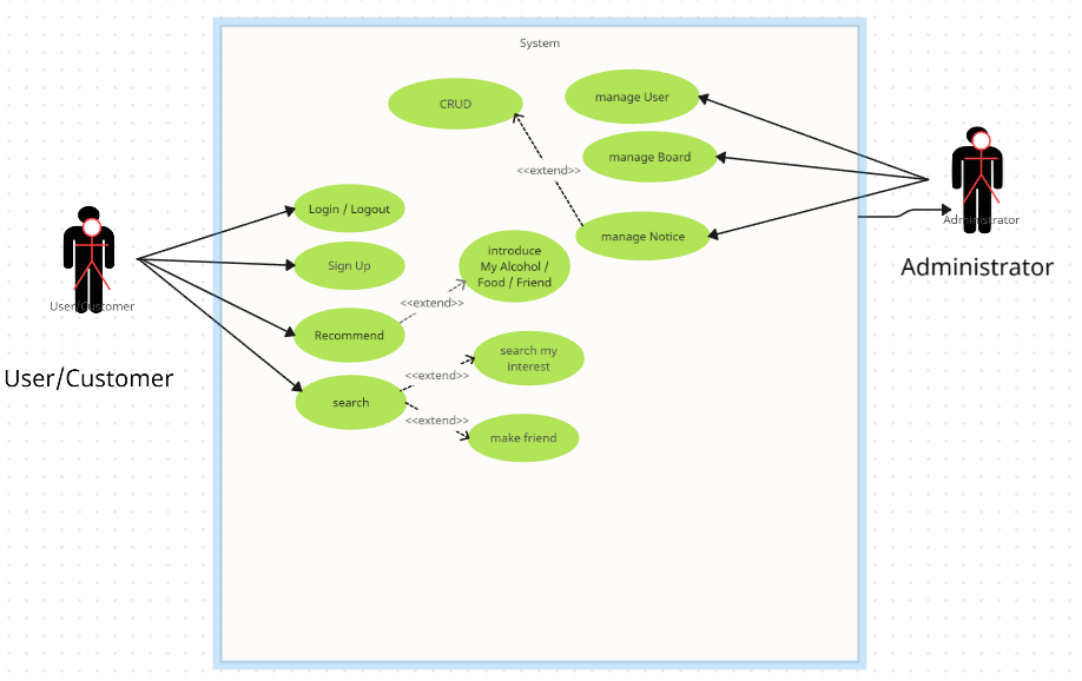 System
CRUD
manage User
manage Board
<<extend>>
Login / Logout
manage Notice
Administrator
Administrator
Sign Up
introduce
My Alcohol /
Food / Friend
<<extend>>
User/Customer
Recommend
User/Customer
search my
interest
<<extend>>
search
<<extend>>
make friend